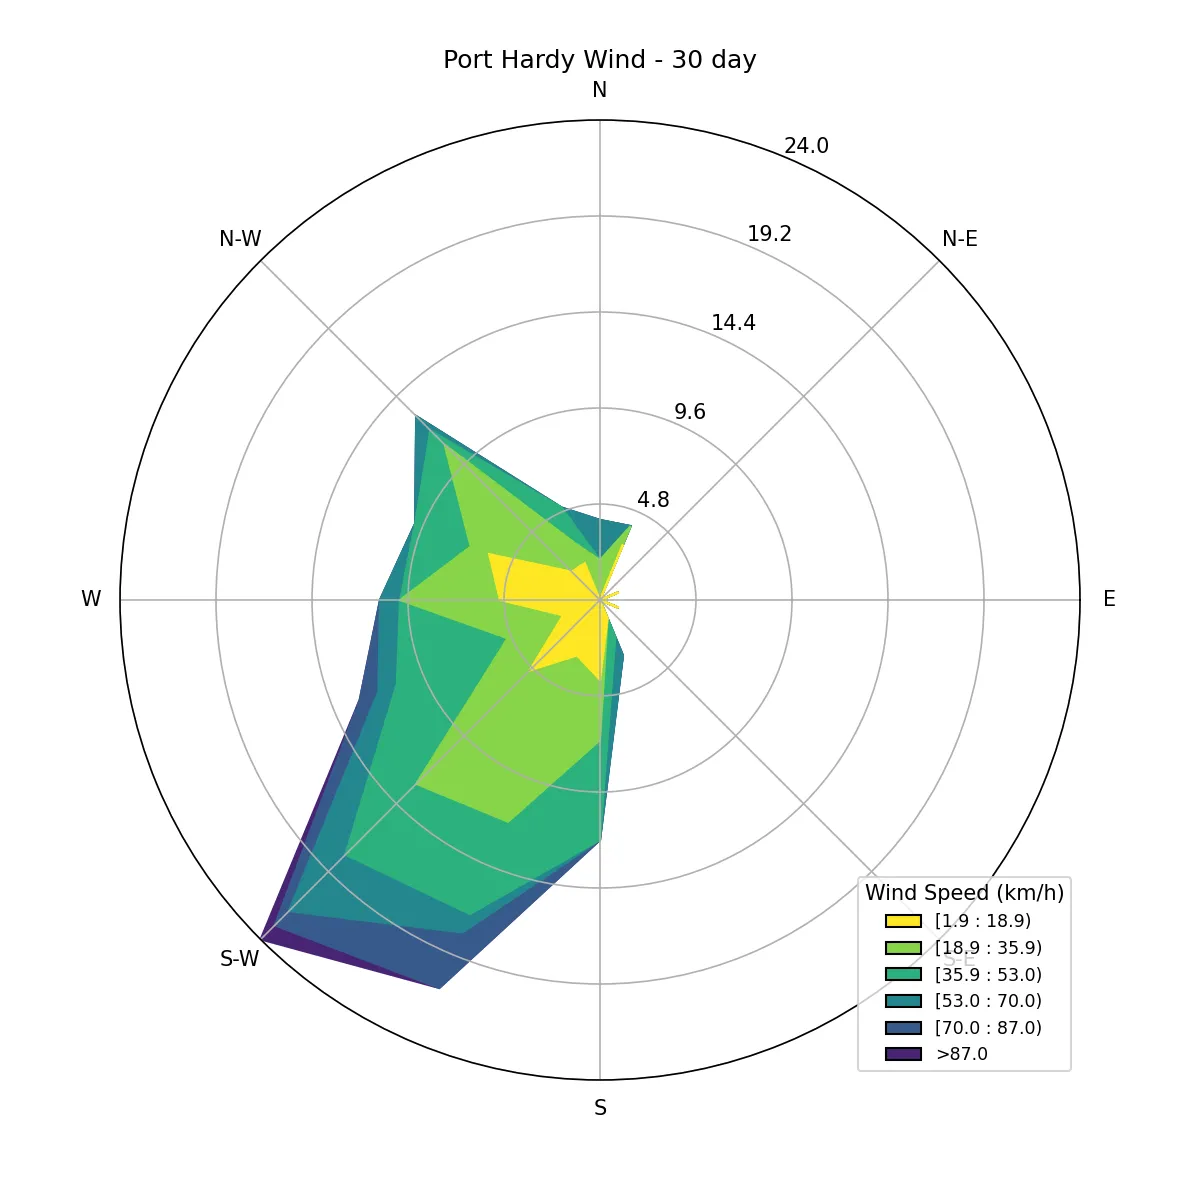 Port Hardy Wind - 30 day
N
24.0
N-W
N-E
19.2
14.4
9.6
4.8
W
E
S-W
S-E
S
Wind Speed (km/h)
[1.9 : 18.9)
[18.9 : 35.9)
[35.9 : 53.0)
[53.0 : 70.0)
[70.0 : 87.0)
>87.0